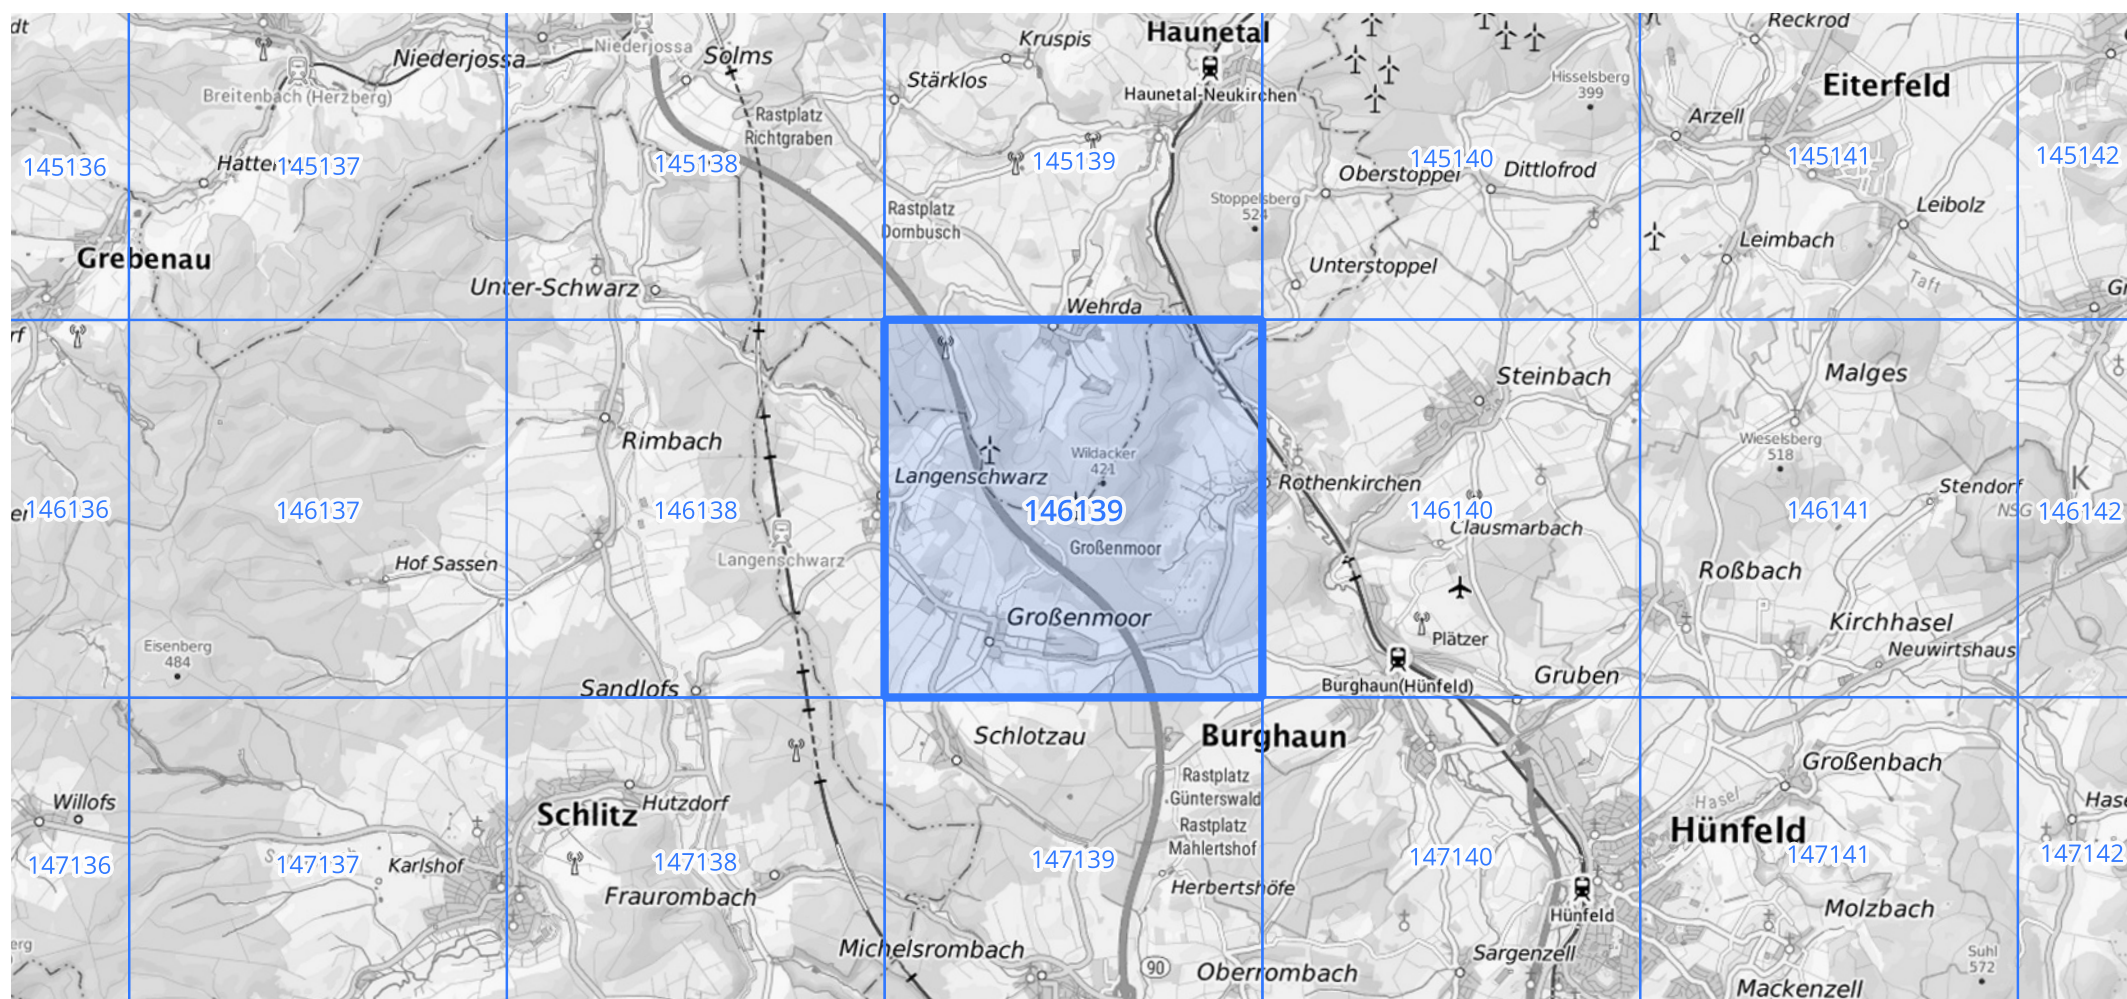 Haunetal
Reckrod
Kruspis
Niederjossa
Solms
Niederjossa
Stärklos
Hisselsberg
399
Eiterfeld
Breitenbach (Herzberg)
Haunetal-Neukirchen
Rastplatz
Richtgraben
Arzell
145136
145137
145138
145139
145140
145141
145142
Oberstoppel
Dittlofrod
Rastplatz
Dornbusch
Stoppelsberg
524
Leibolz
Grebenau
Leimbach
Unterstoppel
Unter-Schwarz
Taft
Wehrda
Steinbach
Malges
Rimbach
Wieselsberg
518
Wildacker
421
Langenschwarz
Rothenkirchen
K
Stendorf
NSG
146136
146137
146138
146139
146140
146141
146142
Clausmarbach
Langenschwarz
Großenmoor
Hof Sassen
Roßbach
Großenmoor
Kirchhasel
Plätzer
Neuwirtshaus
Eisenberg
484
Gruben
Sandlofs
Burghaun(Hünfeld)
Schlotzau
Burghaun
Großenbach
Rastplatz
Günterswald
Willofs
Hutzdorf
Hasel
Schlitz
Rastplatz
Mahlertshof
Hünfeld
147136
147137
147138
147139
147140
147141
147142
Karlshof
Fraurombach
Herbertshöfe
Hünfeld
Molzbach
Michelsrombach
Sargenzell
Suhl
572
90
Oberrombach
Mackenzell